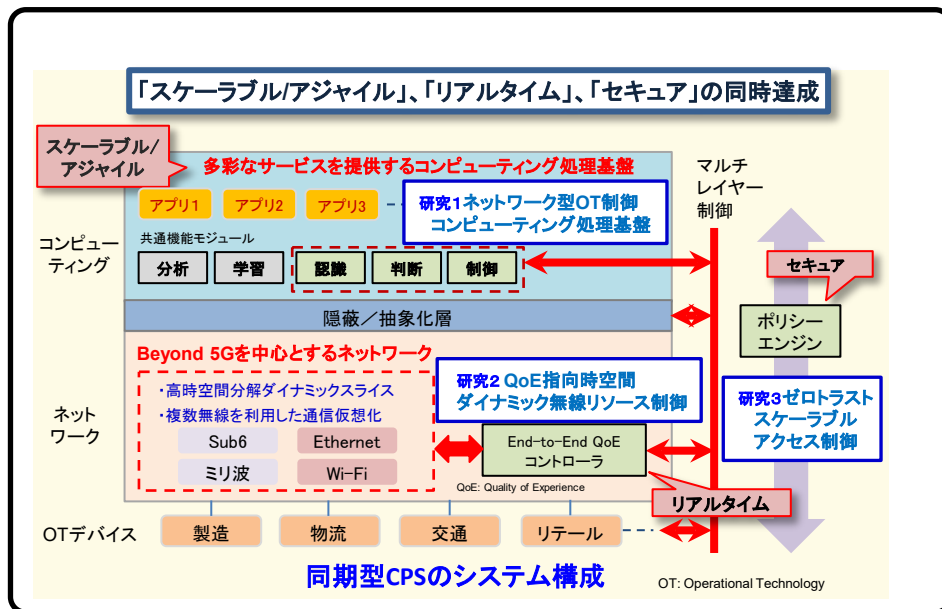 「スケーラブル/アジャイル」、「リアルタイム」、「セキュア」の同時達成
スケーラブル/
アジャイル
多彩なサービスを提供するコンピューティング処理基盤
マルチ
レイヤー
制御
アプリ1
アプリ2
アプリ3
研究1ネットワーク型OT制御
コンピューティング処理基盤
コンピュー
ティング
共通機能モジュール
分析
学習
認識
判断
制御
セキュア
隠蔽／抽象化層
ポリシー
エンジン
Beyond 5Gを中心とするネットワーク
・高時空間分解ダイナミックスライス
・複数無線を利用した通信仮想化
研究2 QoE指向時空間
ダイナミック無線リソース制御
研究3ゼロトラスト
スケーラブル
アクセス制御
ネット
ワーク
Sub6
Ethernet
ミリ波
Wi-Fi
End-to-End QoE
コントローラ
QoE: Quality of Experience
リアルタイム
OTデバイス
製造
物流
交通
リテール
同期型CPSのシステム構成
OT: Operational Technology